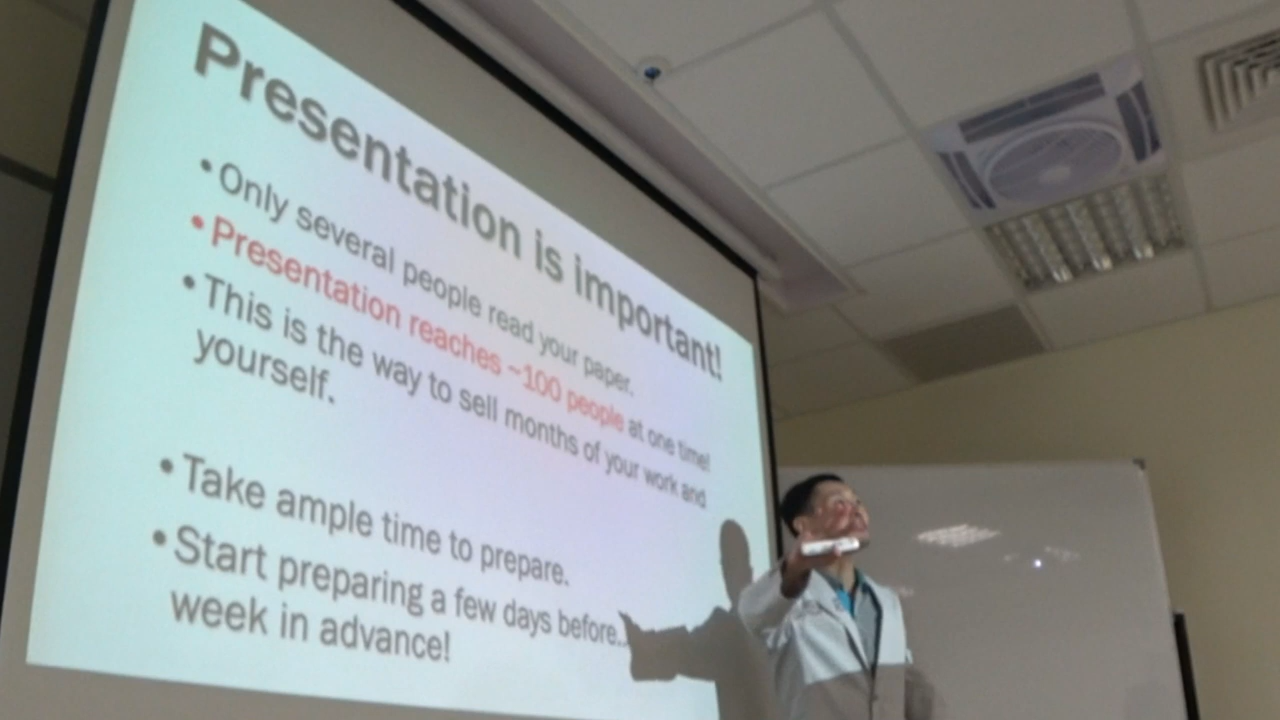 Presentation is important!
•Only several people read your paper.
•Presentation reaches ~100 people at one time!
•This is the way to sell months of your work and
yourself.
•Take ample time to prepare.
•Start preparing a few days before..
week in advance!